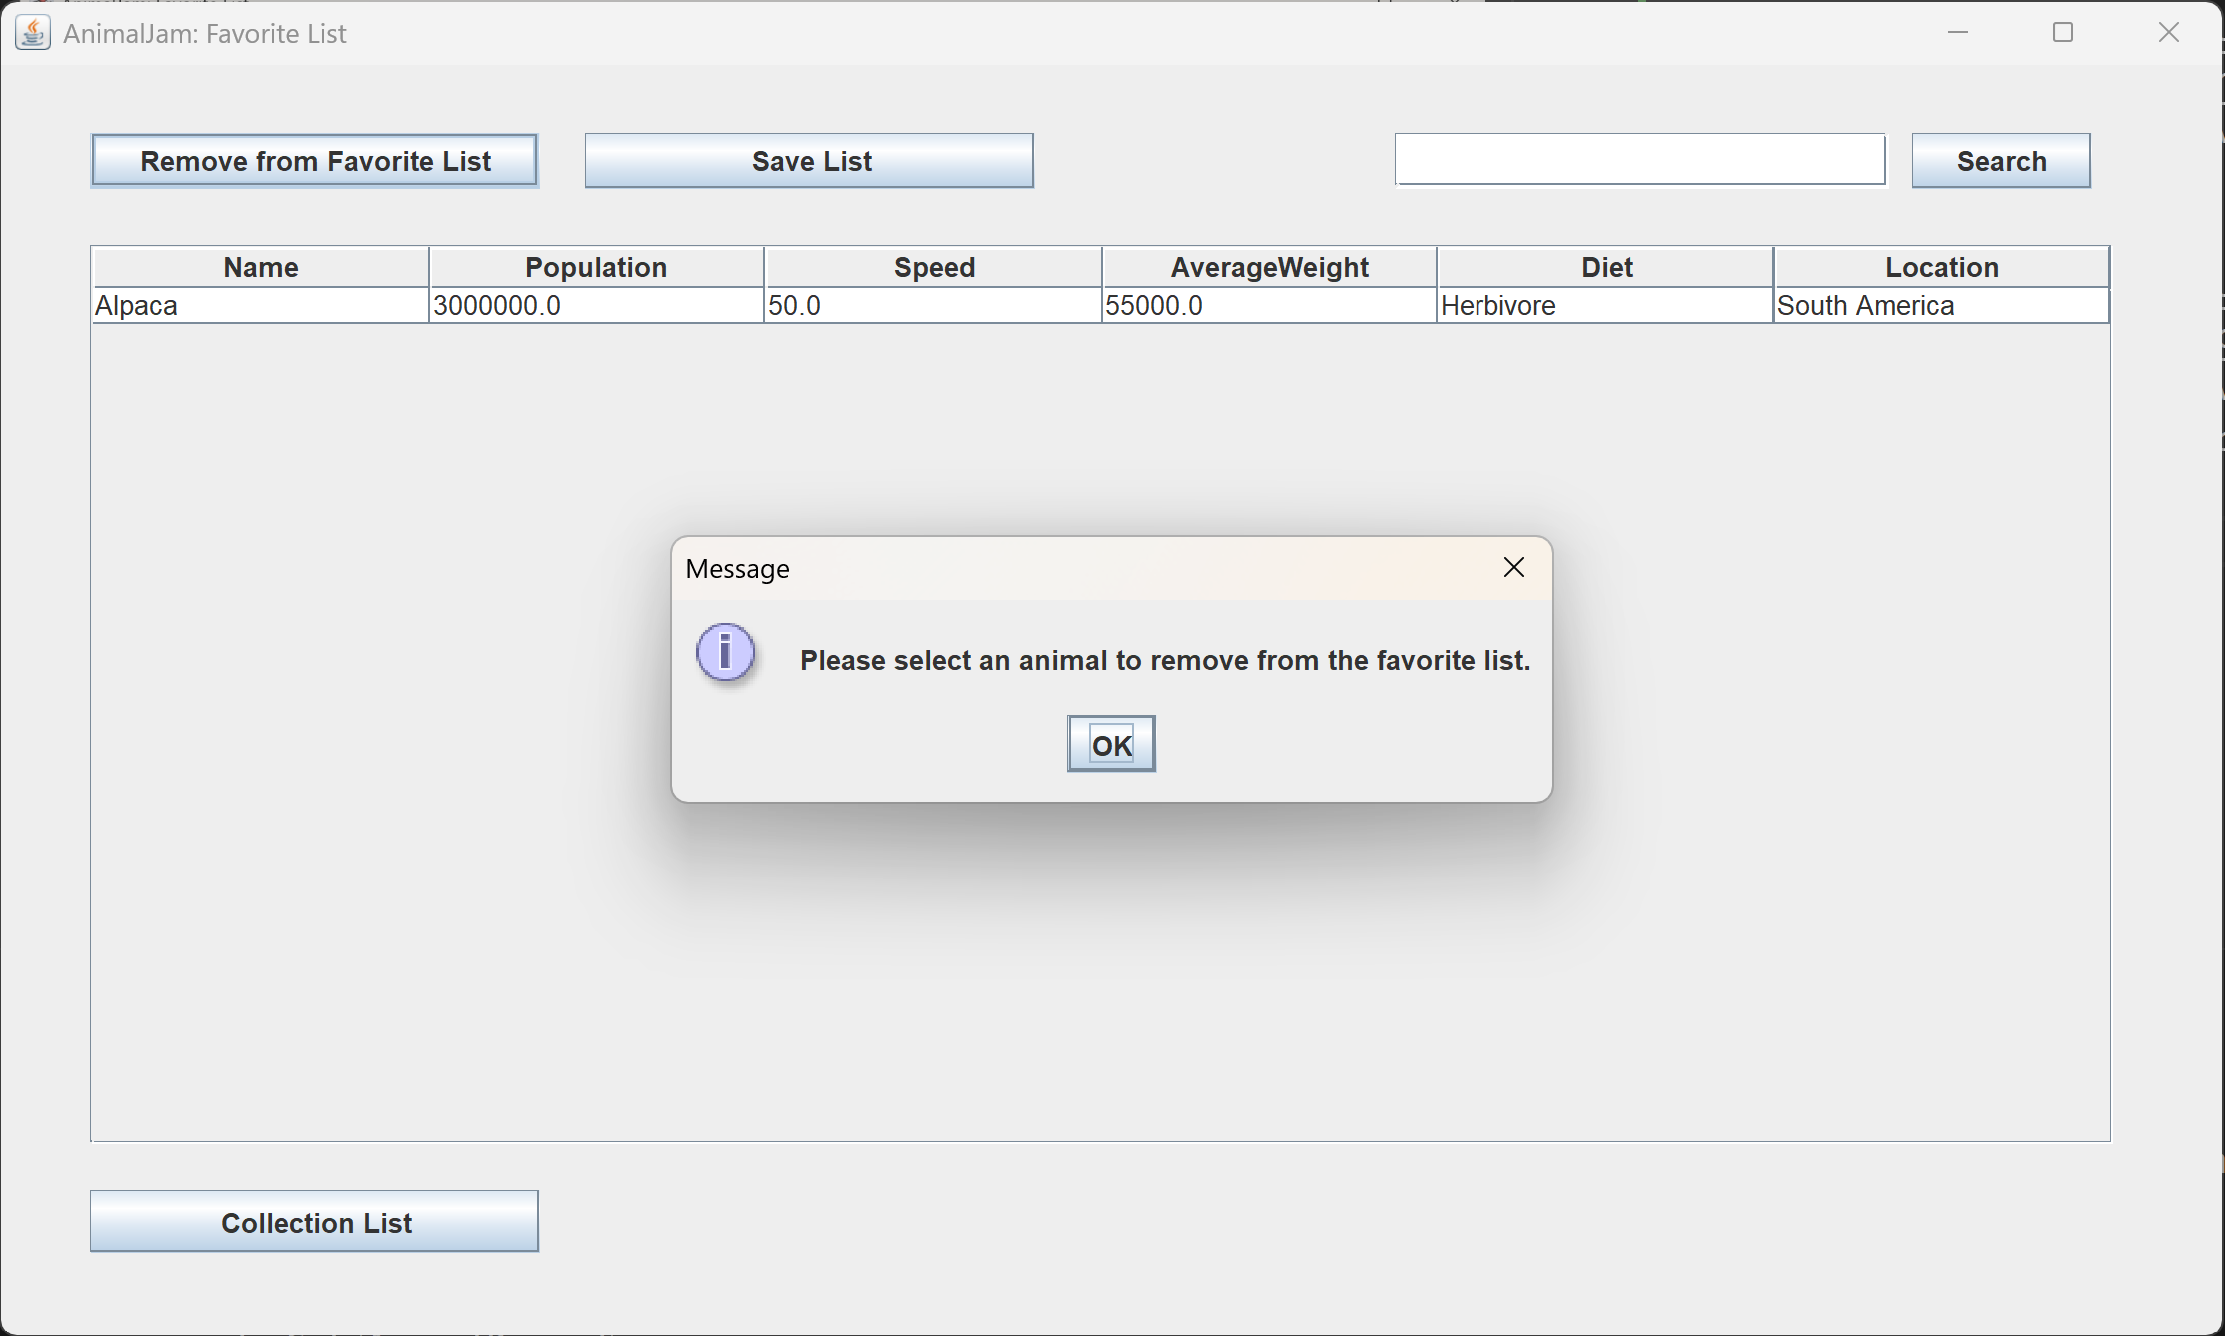 AnimalJam: Favorite List
Remove from Favorite List Save List Search
Name Population Speed AverageWeight Diet Location
Alpaca 3000000.0 50.0 55000.0 Herbivore South America
Message
i Please select an animal to remove from the favorite list.
OK
Collection List